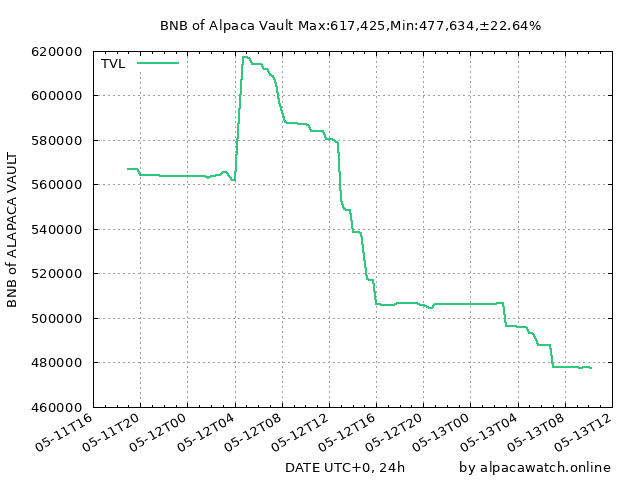 BNB of Alpaca Vault Max:617,425,Min:477,634,±22.64%
TVL
620000
600000
580000
560000
540000
520000
500000
480000
460000
BNB of ALAPACA VAULT
05-11T16
05-11T20
05-12T00
05-12T04
05-12T08
05-12T12
05-12T16
05-12T20
05-13T00
05-13T04
05-13T08
05-13T12
DATE UTC+0, 24h
by alpacawatch.online